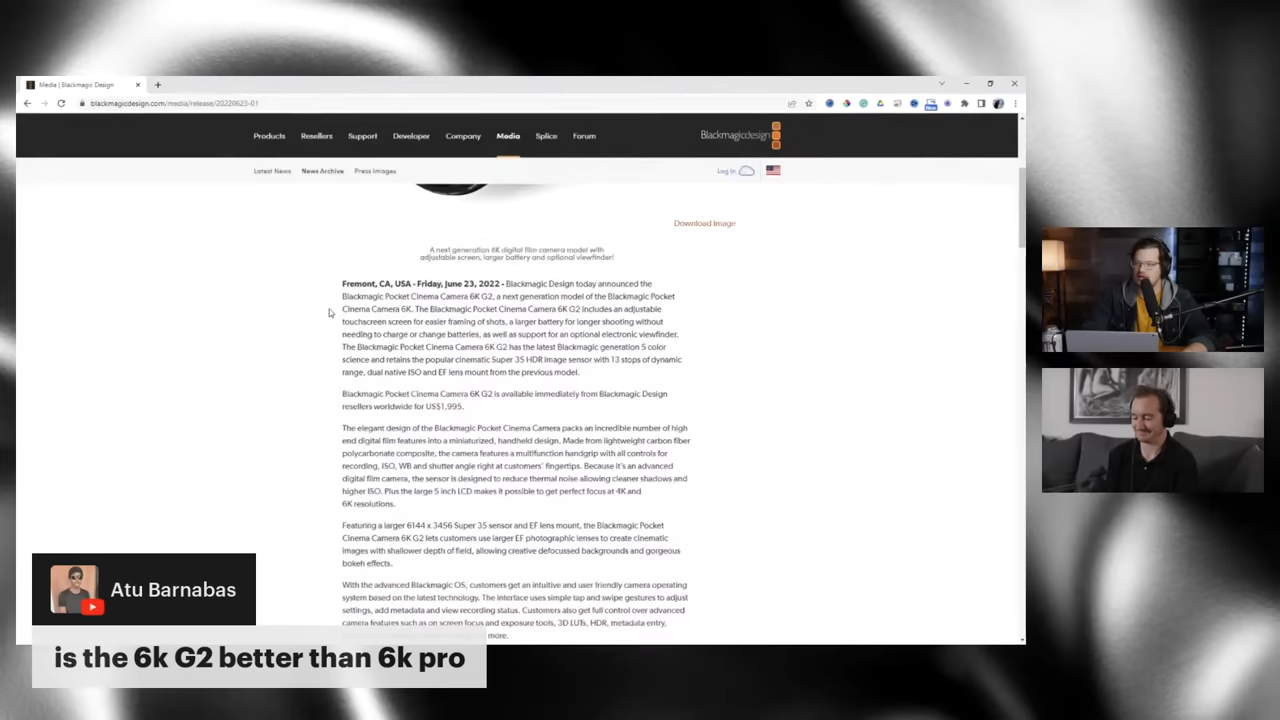 Media | Blackmagic Design
blackmagicdesign.com/media/release/20220623-01
Products Resellers Support Developer Company Media Splice Forum
Blackmagicdesign
Latest News News Archive Press Images
Log In
Download Image
A next generation 6K digital film camera model with
adjustable screen, larger battery and optional viewfinder!
Fremont, CA, USA - Friday, June 23, 2022 - Blackmagic Design today announced the
Blackmagic Pocket Cinema Camera 6K G2, a next generation model of the Blackmagic Pocket
Cinema Camera 6K. The Blackmagic Pocket Cinema Camera 6K G2 includes an adjustable
touchscreen screen for easier framing of shots, a larger battery for longer shooting without
needing to charge or change batteries, as well as support for an optional electronic viewfinder.
The Blackmagic Pocket Cinema Camera 6K G2 has the latest Blackmagic generation 5 color
science and retains the popular cinematic Super 35 HDR image sensor with 13 stops of dynamic
range, dual native ISO and EF lens mount from the previous model.
Blackmagic Pocket Cinema Camera 6K G2 is available immediately from Blackmagic Design
resellers worldwide for US$1,995.
The elegant design of the Blackmagic Pocket Cinema Camera packs an incredible number of high
end digital film features into a miniaturized, handheld design. Made from lightweight carbon fiber
polycarbonate composite, the camera features a multifunction handgrip with all controls for
recording, ISO, WB and shutter angle right at customers' fingertips. Because it's an advanced
digital film camera, the sensor is designed to reduce thermal noise allowing cleaner shadows and
higher ISO. Plus the large 5 inch LCD makes it possible to get perfect focus at 4K and
6K resolutions.
Featuring a larger 6144 x 3456 Super 35 sensor and EF lens mount, the Blackmagic Pocket
Cinema Camera 6K G2 lets customers use larger EF photographic lenses to create cinematic
images with shallower depth of field, allowing creative defocussed backgrounds and gorgeous
bokeh effects.
With the advanced Blackmagic OS, customers get an intuitive and user friendly camera operating
system based on the latest technology. The interface uses simple tap and swipe gestures to adjust
settings, add metadata and view recording status. Customers also get full control over advanced
camera features such as on screen focus and exposure tools, 3D LUTs, HDR, metadata entry,
more.
Atu Barnabas
is the 6k G2 better than 6k pro